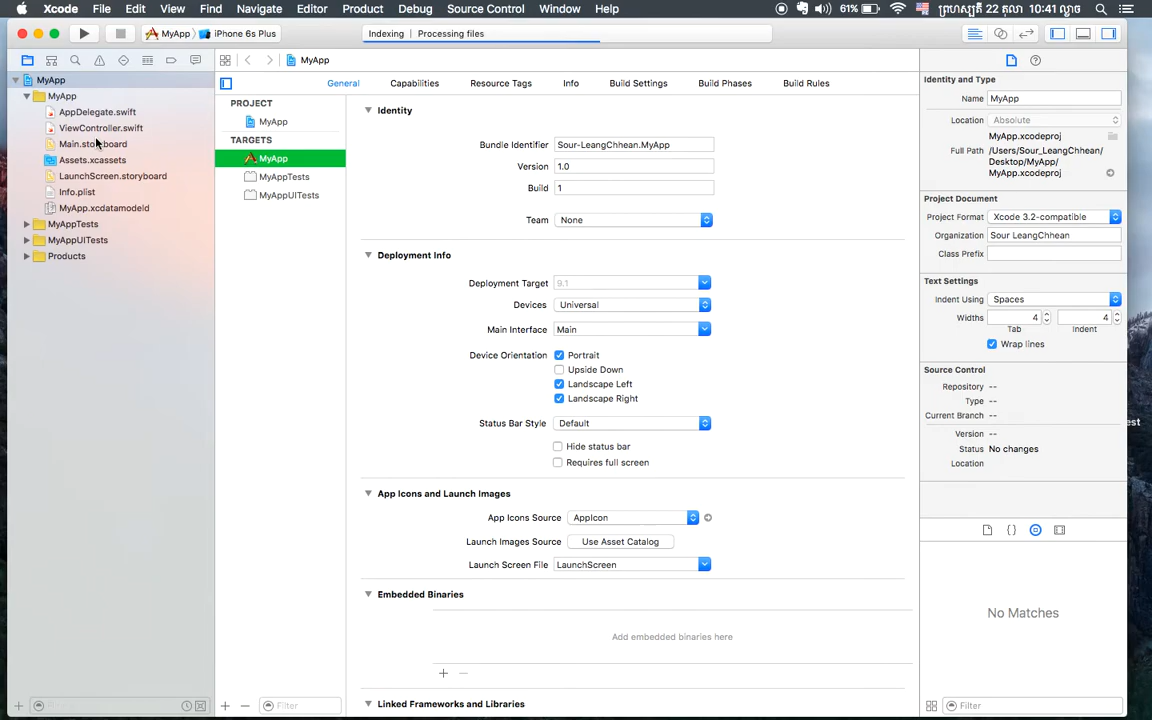 Xcode File Edit View Find Navigate Editor Product Debug Source Control Window Help 61% ព្រហស្បតិ៍ 22 តុលា 10:41 ល្ងាច
MyApp iPhone 6s Plus Indexing | Processing files
MyApp
MyApp
MyApp
AppDelegate.swift
ViewController.swift
Main.storyboard
Assets.xcassets
LaunchScreen.storyboard
Info.plist
MyApp.xcdatamodeld
MyAppTests
MyAppUITests
Products
Filter
General Capabilities Resource Tags Info Build Settings Build Phases Build Rules
PROJECT
MyApp
TARGETS
MyApp
MyAppTests
MyAppUITests
Filter
Identity
Bundle Identifier Sour-LeangChhean.MyApp
Version 1.0
Build 1
Team None
Deployment Info
Deployment Target 9.1
Devices Universal
Main Interface Main
Device Orientation Portrait
Upside Down
Landscape Left
Landscape Right
Status Bar Style Default
Hide status bar
Requires full screen
App Icons and Launch Images
App Icons Source AppIcon
Launch Images Source Use Asset Catalog
Launch Screen File LaunchScreen
Embedded Binaries
Add embedded binaries here
Linked Frameworks and Libraries
Identity and Type
Name MyApp
Location Absolute
MyApp.xcodeproj
Full Path /Users/Sour_LeangChhean/
Desktop/MyApp/
MyApp.xcodeproj
Project Document
Project Format Xcode 3.2-compatible
Organization Sour LeangChhean
Class Prefix
Text Settings
Indent Using Spaces
Widths 4 4
Tab Indent
Wrap lines
Source Control
Repository --
Type --
Current Branch --
Version --
Status No changes
Location
No Matches
Filter